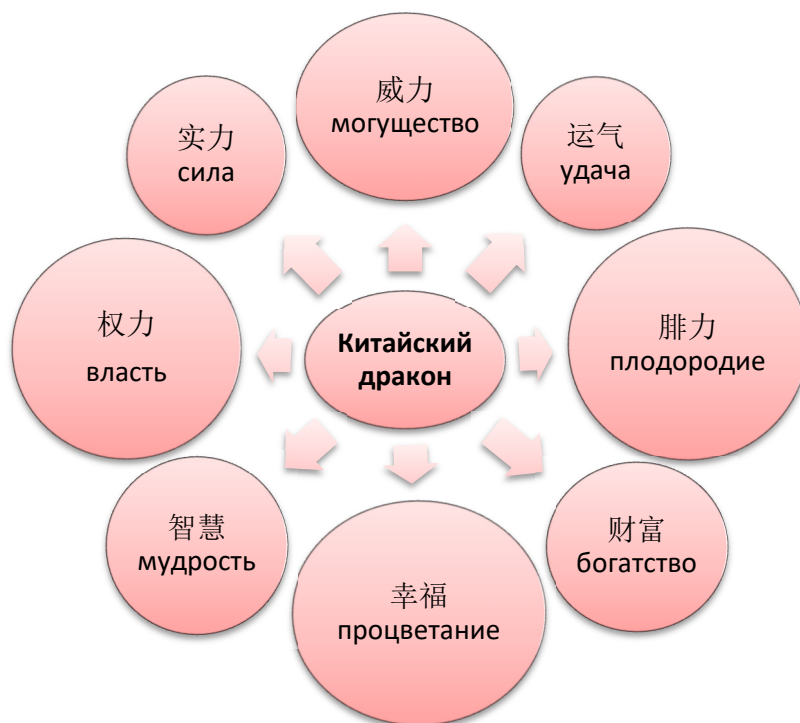 威力
могущество
实力
сила
运气
удача
权力
власть
Китайский
дракон
腓力
плодородие
智慧
мудрость
财富
богатство
幸福
процветание